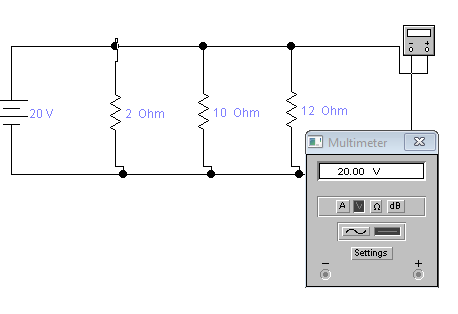 20 V
2 Ohm
10 Ohm
12 Ohm
- +
Multimeter
20.00 V
A V Ω dB
Settings
- +